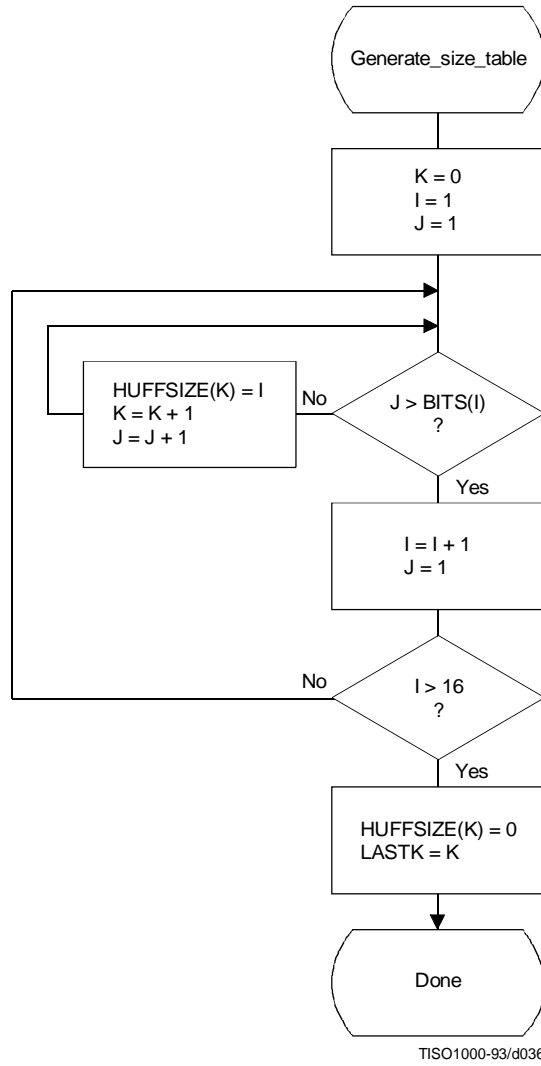 Generate_size_table
K = 0
I = 1
J = 1
HUFFSIZE(K) = I
K = K + 1
J = J + 1
No
J > BITS(I)
?
Yes
I = I + 1
J = 1
No
I > 16
?
Yes
HUFFSIZE(K) = 0
LASTK = K
Done
TISO1000-93/d036